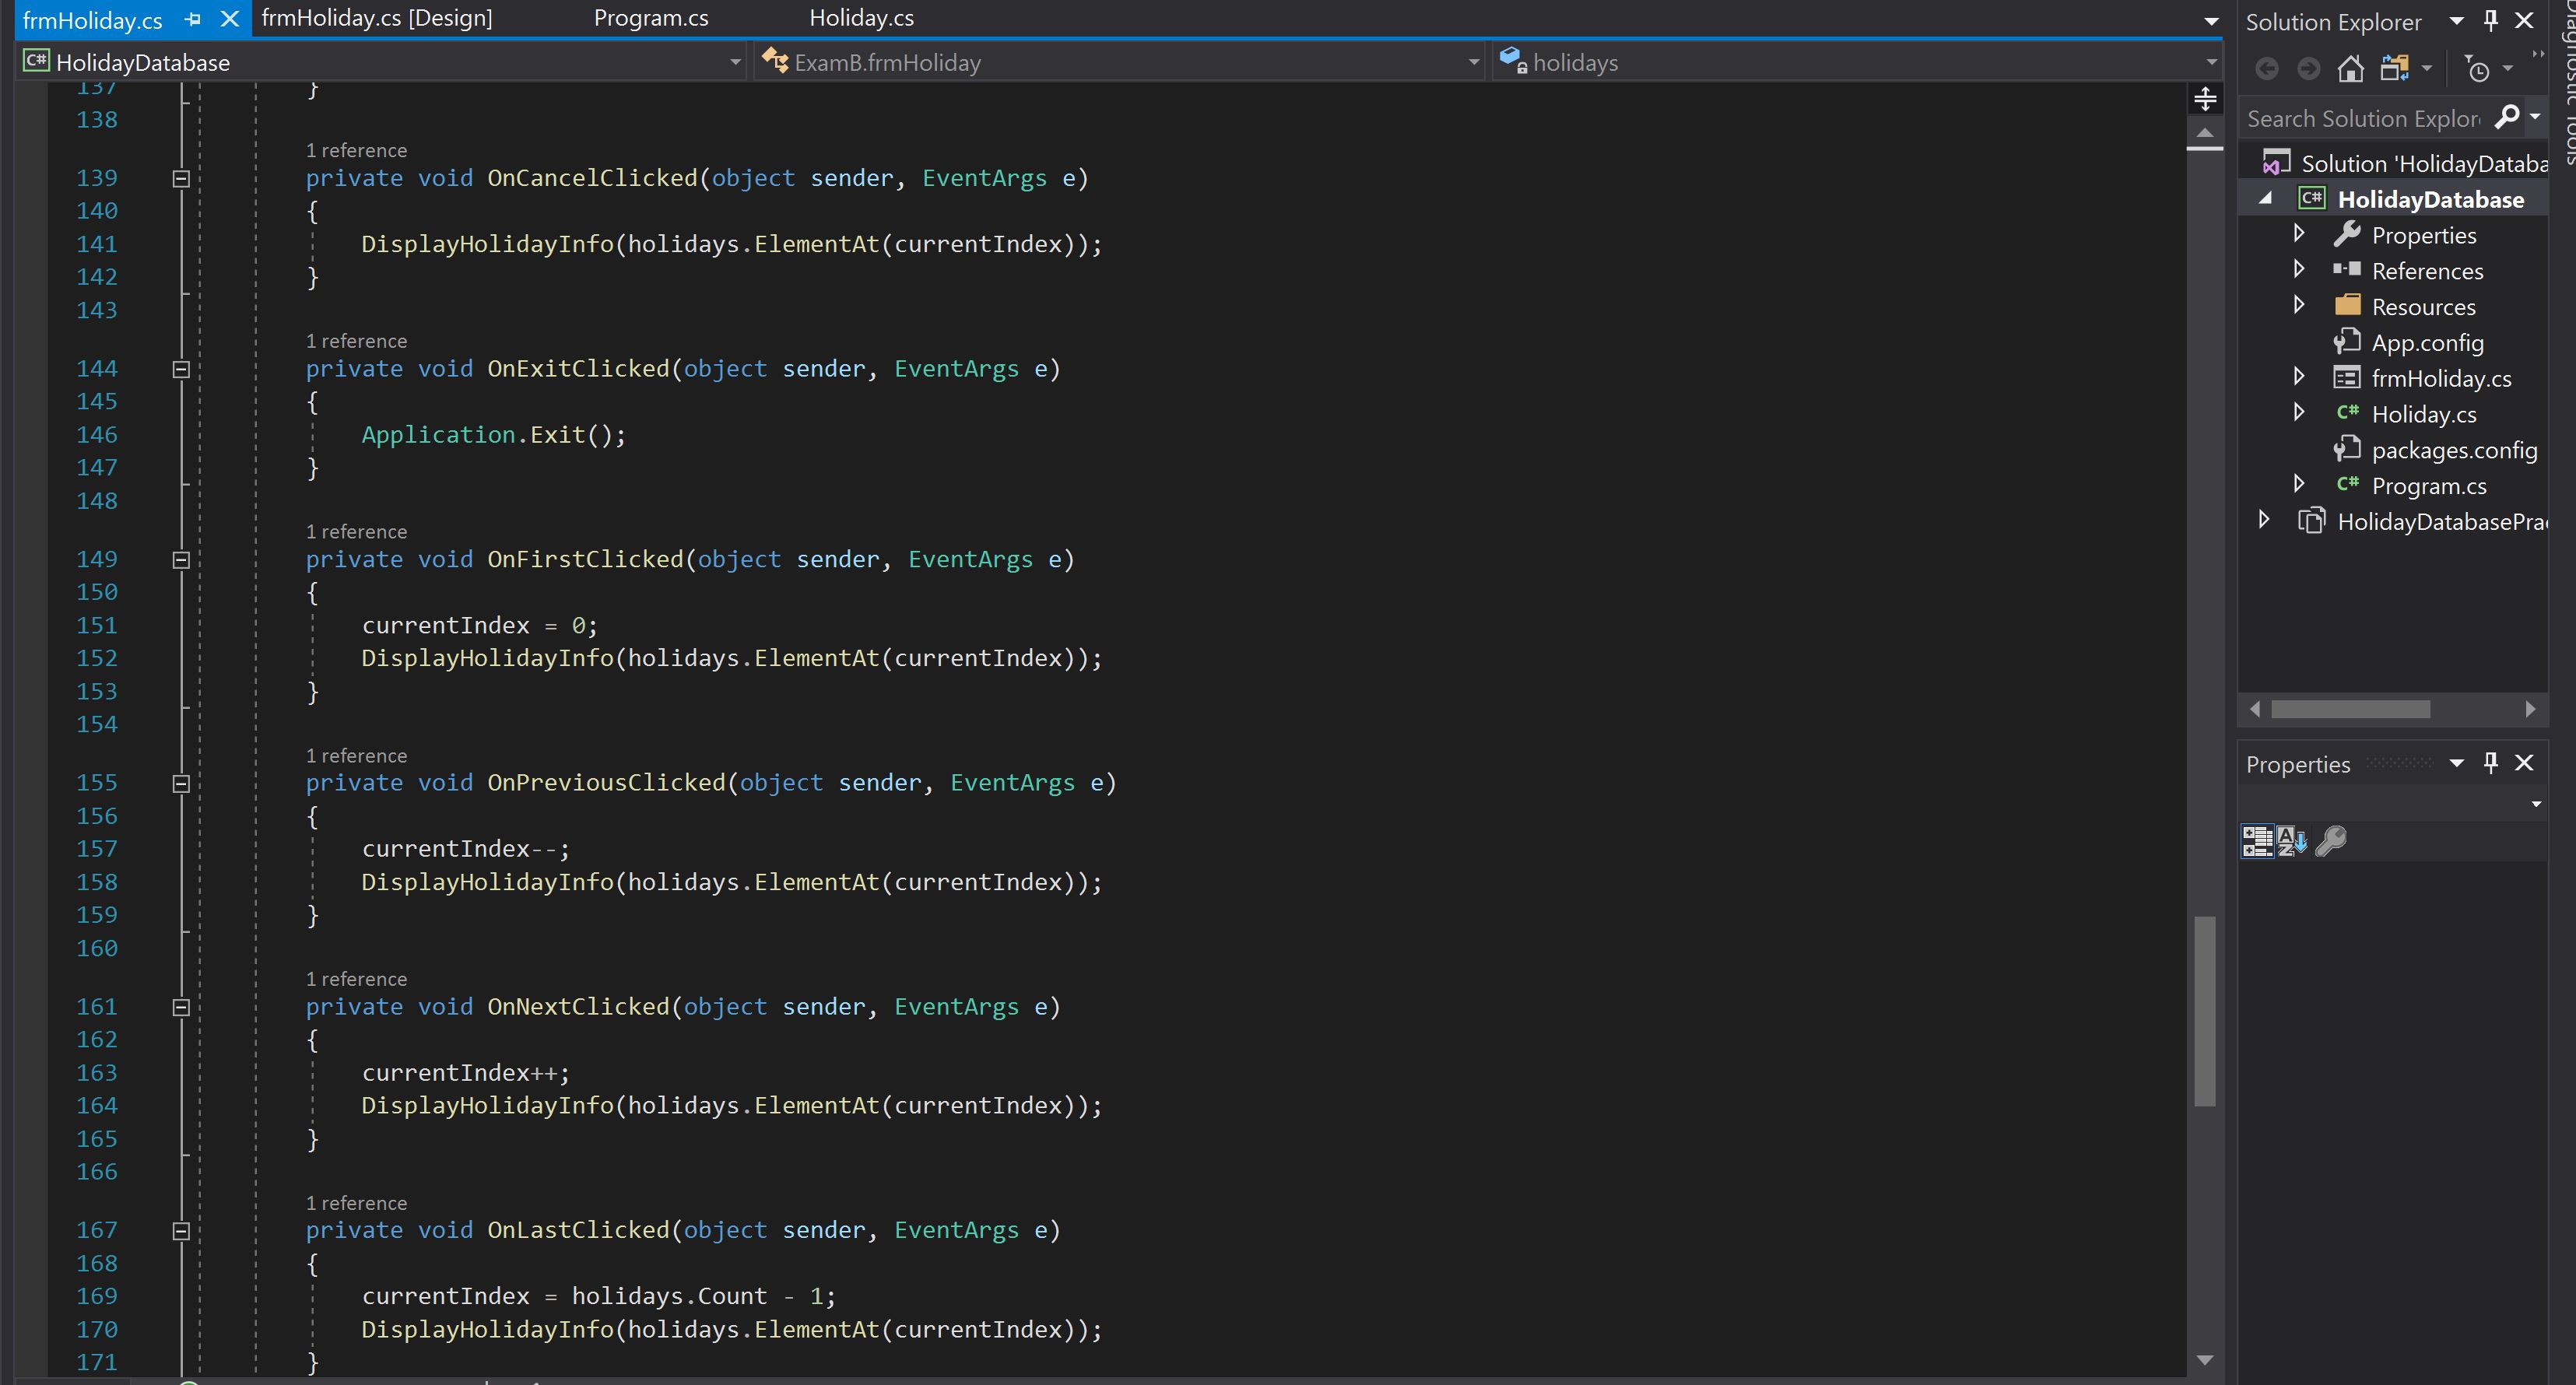 frmHoliday.cs
frmHoliday.cs [Design]
Program.cs
Holiday.cs
C# HolidayDatabase
ExamB.frmHoliday
holidays
137 }
138
1 reference
139 private void OnCancelClicked(object sender, EventArgs e)
140 {
141 DisplayHolidayInfo(holidays.ElementAt(currentIndex));
142 }
143
1 reference
144 private void OnExitClicked(object sender, EventArgs e)
145 {
146 Application.Exit();
147 }
148
1 reference
149 private void OnFirstClicked(object sender, EventArgs e)
150 {
151 currentIndex = 0;
152 DisplayHolidayInfo(holidays.ElementAt(currentIndex));
153 }
154
1 reference
155 private void OnPreviousClicked(object sender, EventArgs e)
156 {
157 currentIndex--;
158 DisplayHolidayInfo(holidays.ElementAt(currentIndex));
159 }
160
1 reference
161 private void OnNextClicked(object sender, EventArgs e)
162 {
163 currentIndex++;
164 DisplayHolidayInfo(holidays.ElementAt(currentIndex));
165 }
166
1 reference
167 private void OnLastClicked(object sender, EventArgs e)
168 {
169 currentIndex = holidays.Count - 1;
170 DisplayHolidayInfo(holidays.ElementAt(currentIndex));
171 }
Solution Explorer
Search Solution Explor
Solution 'HolidayDataba
C# HolidayDatabase
Properties
References
Resources
App.config
frmHoliday.cs
C# Holiday.cs
packages.config
C# Program.cs
HolidayDatabasePra
Properties
Diagnostic Tools